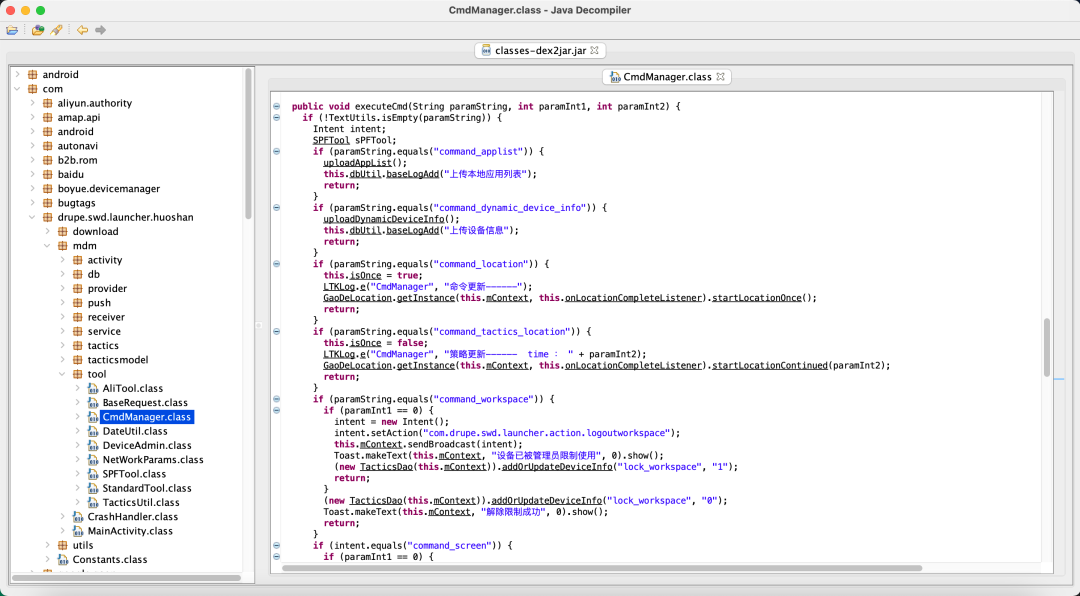 CmdManager.class - Java Decompiler
classes-dex2jar.jar
android
com
aliyun.authority
amap.api
android
autonavi
b2b.rom
baidu
boyue.devicemanager
bugtags
drupe.swd.launcher.huoshan
download
mdm
activity
db
provider
push
receiver
service
tactics
tacticsmodel
tool
AliTool.class
BaseRequest.class
CmdManager.class
DateUtil.class
DeviceAdmin.class
NetWorkParams.class
SPFTool.class
StandardTool.class
TacticsUtil.class
CrashHandler.class
MainActivity.class
utils
Constants.class
CmdManager.class
public void executeCmd(String paramString, int paramInt1, int paramInt2) {
if (!TextUtils.isEmpty(paramString)) {
Intent intent;
SPFTool sPFTool;
if (paramString.equals("command_applist")) {
uploadAppList();
this.dbUtil.baseLogAdd("上传本地应用列表");
return;
}
if (paramString.equals("command_dynamic_device_info")) {
uploadDynamicDeviceInfo();
this.dbUtil.baseLogAdd("上传设备信息");
return;
}
if (paramString.equals("command_location")) {
this.isOnce = true;
LTKLog.e("CmdManager", "命令更新------");
GaoDeLocation.getInstance(this.mContext, this.onLocationCompleteListener).startLocationOnce();
return;
}
if (paramString.equals("command_tactics_location")) {
this.isOnce = false;
LTKLog.e("CmdManager", "策略更新------  time : " + paramInt2);
GaoDeLocation.getInstance(this.mContext, this.onLocationCompleteListener).startLocationContinued(paramInt2);
return;
}
if (paramString.equals("command_workspace")) {
if (paramInt1 == 0) {
intent = new Intent();
intent.setAction("com.drupe.swd.launcher.action.logoutworkspace");
this.mContext.sendBroadcast(intent);
Toast.makeText(this.mContext, "设备已被管理员限制使用", 0).show();
(new TacticsDao(this.mContext)).addOrUpdateDeviceInfo("lock_workspace", "1");
return;
}
(new TacticsDao(this.mContext)).addOrUpdateDeviceInfo("lock_workspace", "0");
Toast.makeText(this.mContext, "解除限制成功", 0).show();
return;
}
if (intent.equals("command_screen")) {
if (paramInt1 == 0) {